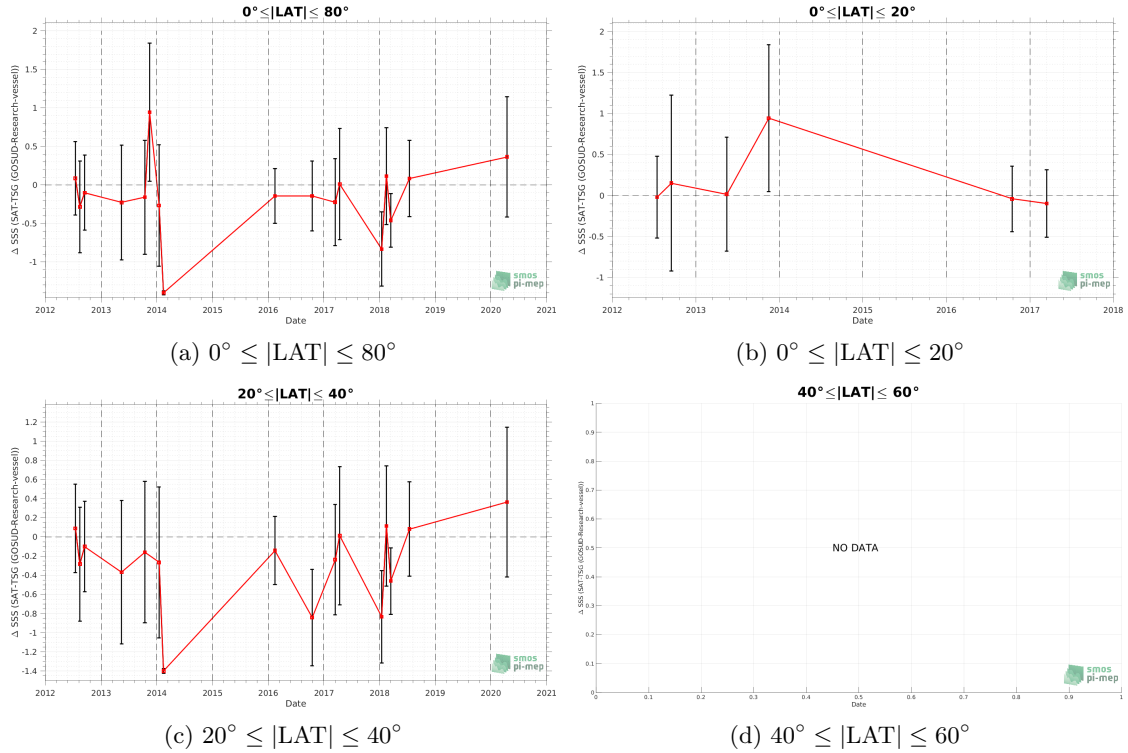 0°≤|LAT|≤ 80°
Δ SSS (SAT-TSG (GOSUD-Research-vessel))
2
1.5
1
0.5
0
-0.5
-1
2012 2013 2014 2015 2016 2017 2018 2019 2020 2021
Date
smos
pi-mep
(a) 0° ≤ |LAT| ≤ 80°
0°≤|LAT|≤ 20°
Δ SSS (SAT-TSG (GOSUD-Research-vessel))
2
1.5
1
0.5
0
-0.5
-1
2012 2013 2014 2015 2016 2017 2018
Date
smos
pi-mep
(b) 0° ≤ |LAT| ≤ 20°
20°≤|LAT|≤ 40°
Δ SSS (SAT-TSG (GOSUD-Research-vessel))
1.2
1
0.8
0.6
0.4
0.2
0
-0.2
-0.4
-0.6
-0.8
-1
-1.2
-1.4
2012 2013 2014 2015 2016 2017 2018 2019 2020 2021
Date
smos
pi-mep
(c) 20° ≤ |LAT| ≤ 40°
40°≤|LAT|≤ 60°
Δ SSS (SAT-TSG (GOSUD-Research-vessel))
1
0.9
0.8
0.7
0.6
0.5
0.4
0.3
0.2
0.1
0
NO DATA
0 0.1 0.2 0.3 0.4 0.5 0.6 0.7 0.8 0.9 1
Date
smos
pi-mep
(d) 40° ≤ |LAT| ≤ 60°